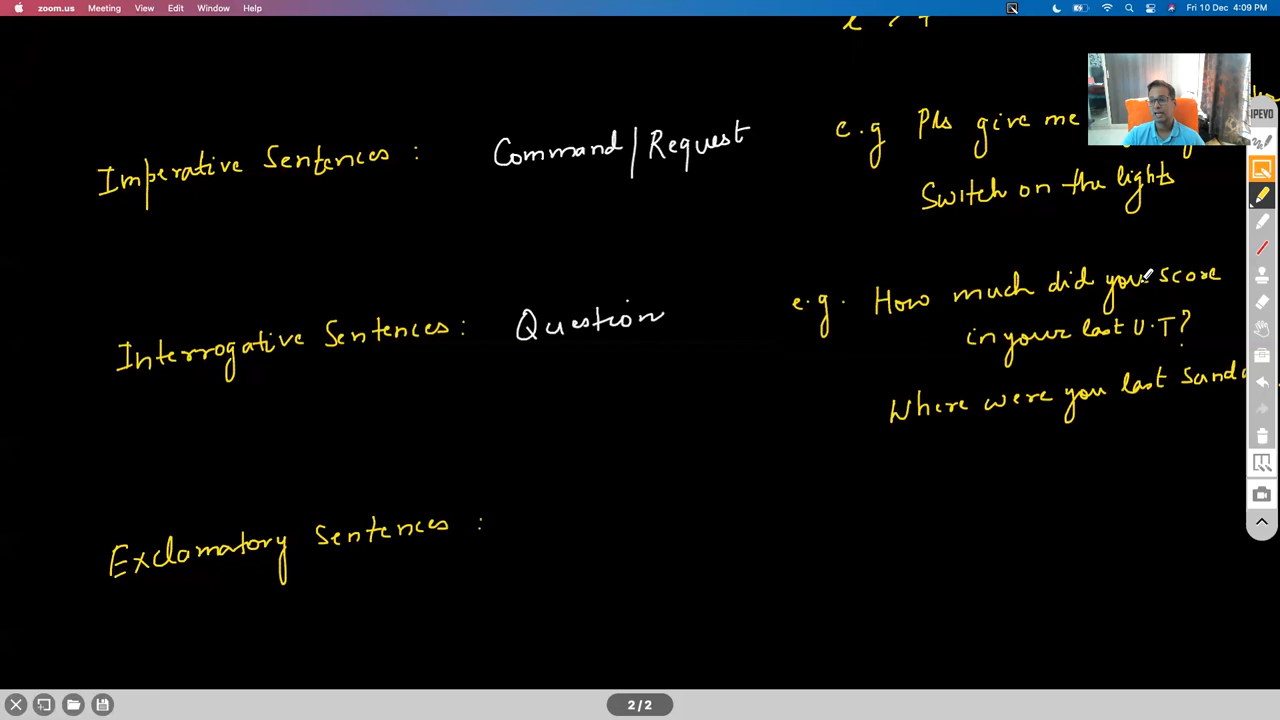 zoom.us Meeting View Edit Window Help Fri 10 Dec 4:09 PM
Imperative Sentences : Command/Request e.g Pls give me
Switch on the lights
Interrogative Sentences : Question e.g. How much did you score
in your last U.T?
Where were you last
Exclamatory Sentences :
IPEVO
2/2